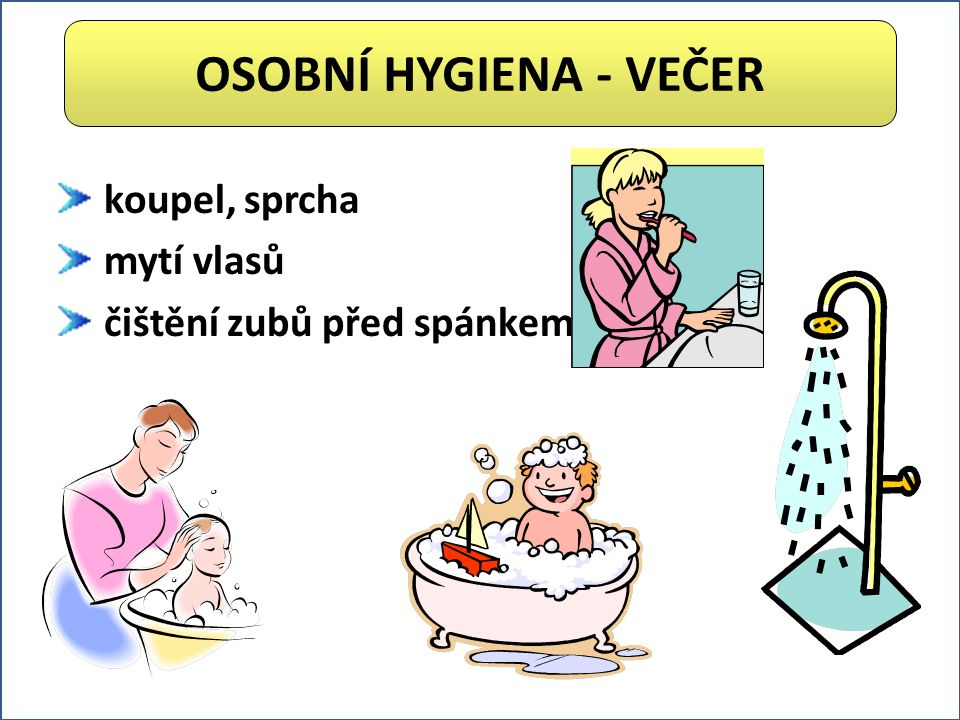 OSOBNÍ HYGIENA - VEČER
koupel, sprcha
mytí vlasů
čištění zubů před spánkem